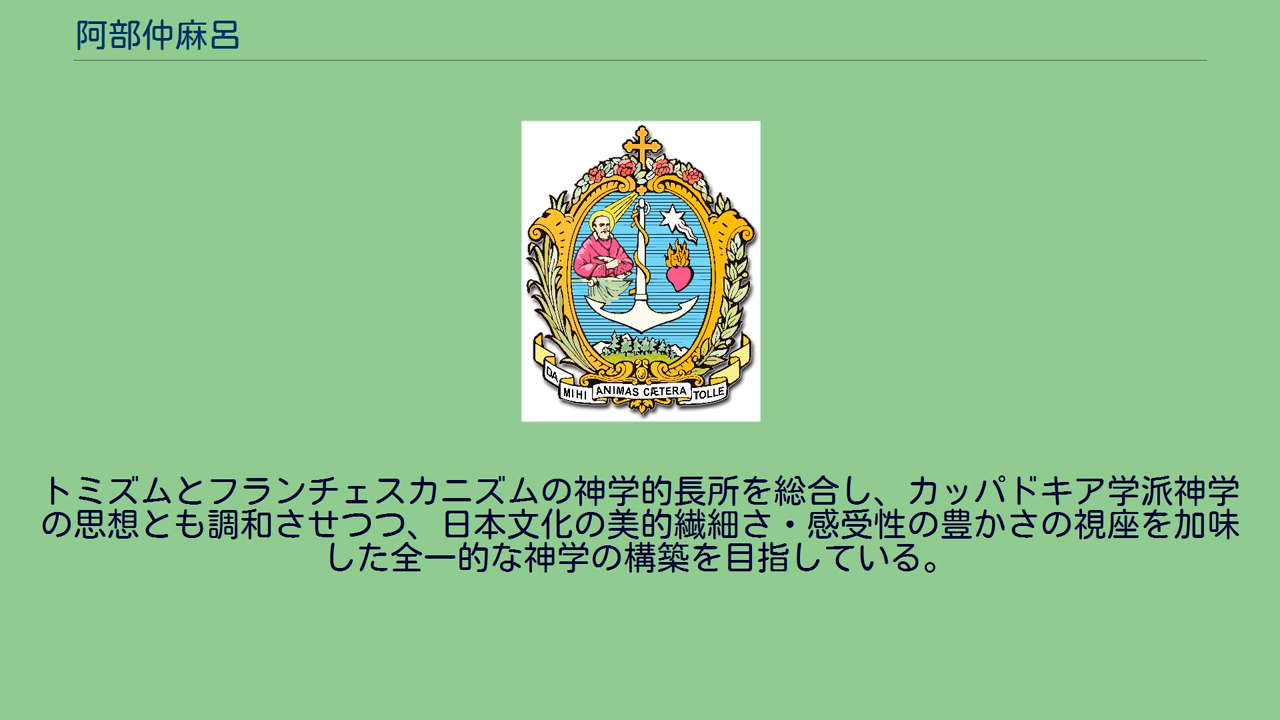 阿部仲麻呂
DA MIHI ANIMAS CÆTERA TOLLE
トミズムとフランチェスカニズムの神学的長所を総合し、カッパドキア学派神学
の思想とも調和させつつ、日本文化の美的繊細さ・感受性の豊かさの視座を加味
した全一的な神学の構築を目指している。